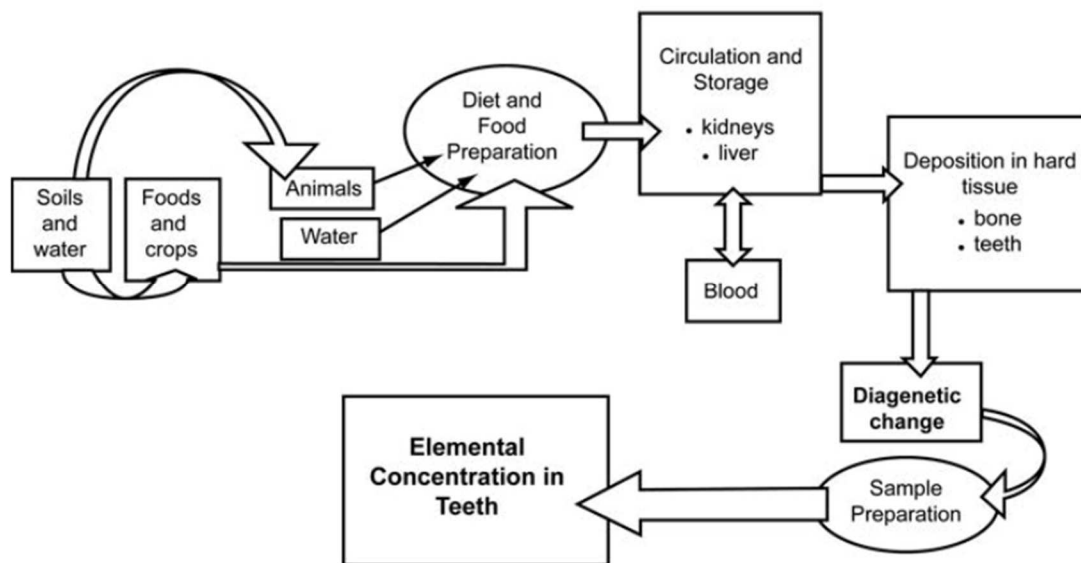 Soils
and
water
Foods
and
crops
Animals
Water
Diet and
Food
Preparation
Circulation and
Storage
• kidneys
• liver
Blood
Deposition in hard
tissue
• bone
• teeth
Diagenetic
change
Sample
Preparation
Elemental
Concentration in
Teeth